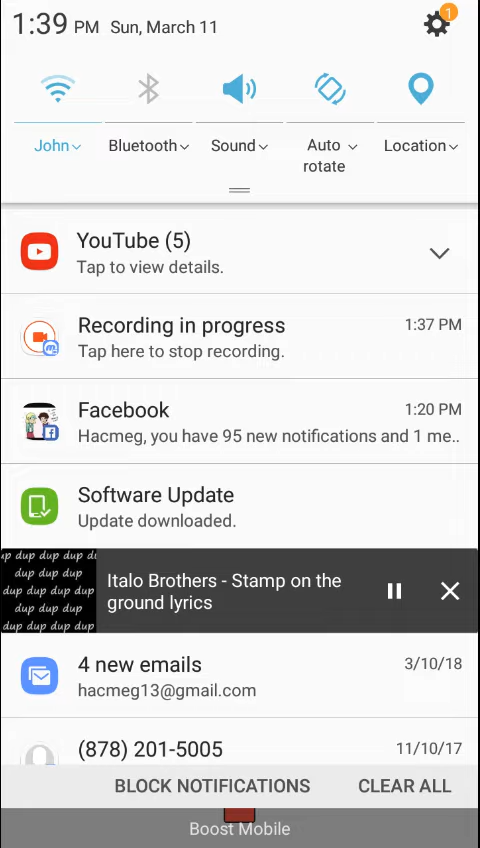 1:39 PM Sun, March 11
1
John Bluetooth Sound Auto rotate Location
YouTube (5)
Tap to view details.
Recording in progress 1:37 PM
Tap here to stop recording.
Facebook 1:20 PM
Hacmeg, you have 95 new notifications and 1 me..
Software Update
Update downloaded.
dup dup dup
dup dup dup
dup dup dup
dup dup
dup dup dup
Italo Brothers - Stamp on the
ground lyrics
4 new emails 3/10/18
hacmeg13@gmail.com
(878) 201-5005 11/10/17
BLOCK NOTIFICATIONS CLEAR ALL
Boost Mobile